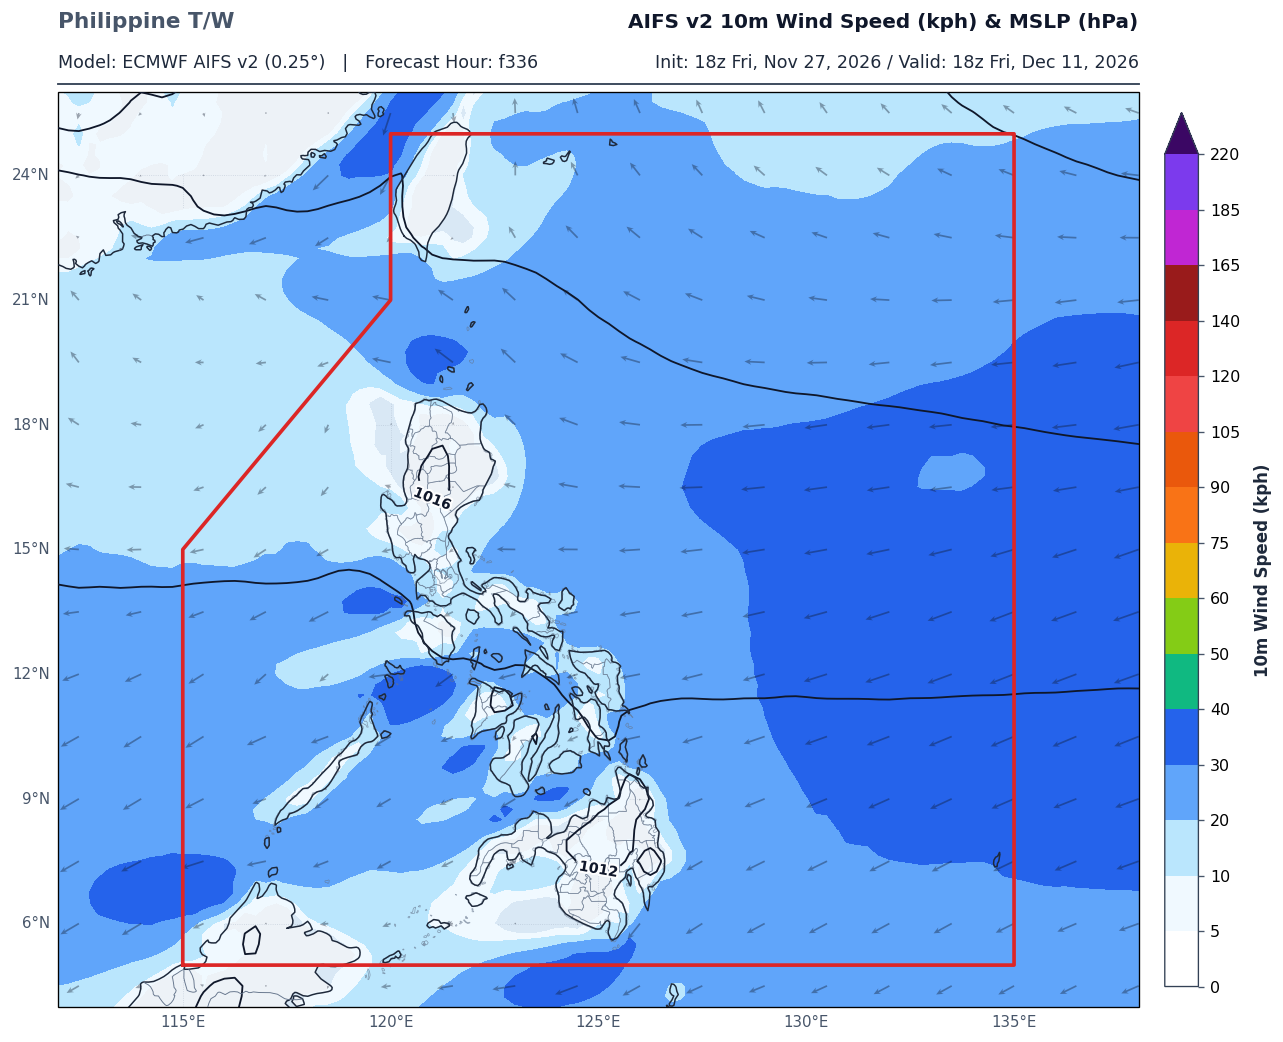 Philippine T/W
AIFS v2 10m Wind Speed (kph) & MSLP (hPa)
Model: ECMWF AIFS v2 (0.25°) | Forecast Hour: f336
Init: 18z Fri, Nov 27, 2026 / Valid: 18z Fri, Dec 11, 2026
24°N
21°N
18°N
15°N
12°N
9°N
6°N
1016
1012
115°E
120°E
125°E
130°E
135°E
220
185
165
140
120
105
90
75
60
50
40
30
20
10
5
0
10m Wind Speed (kph)